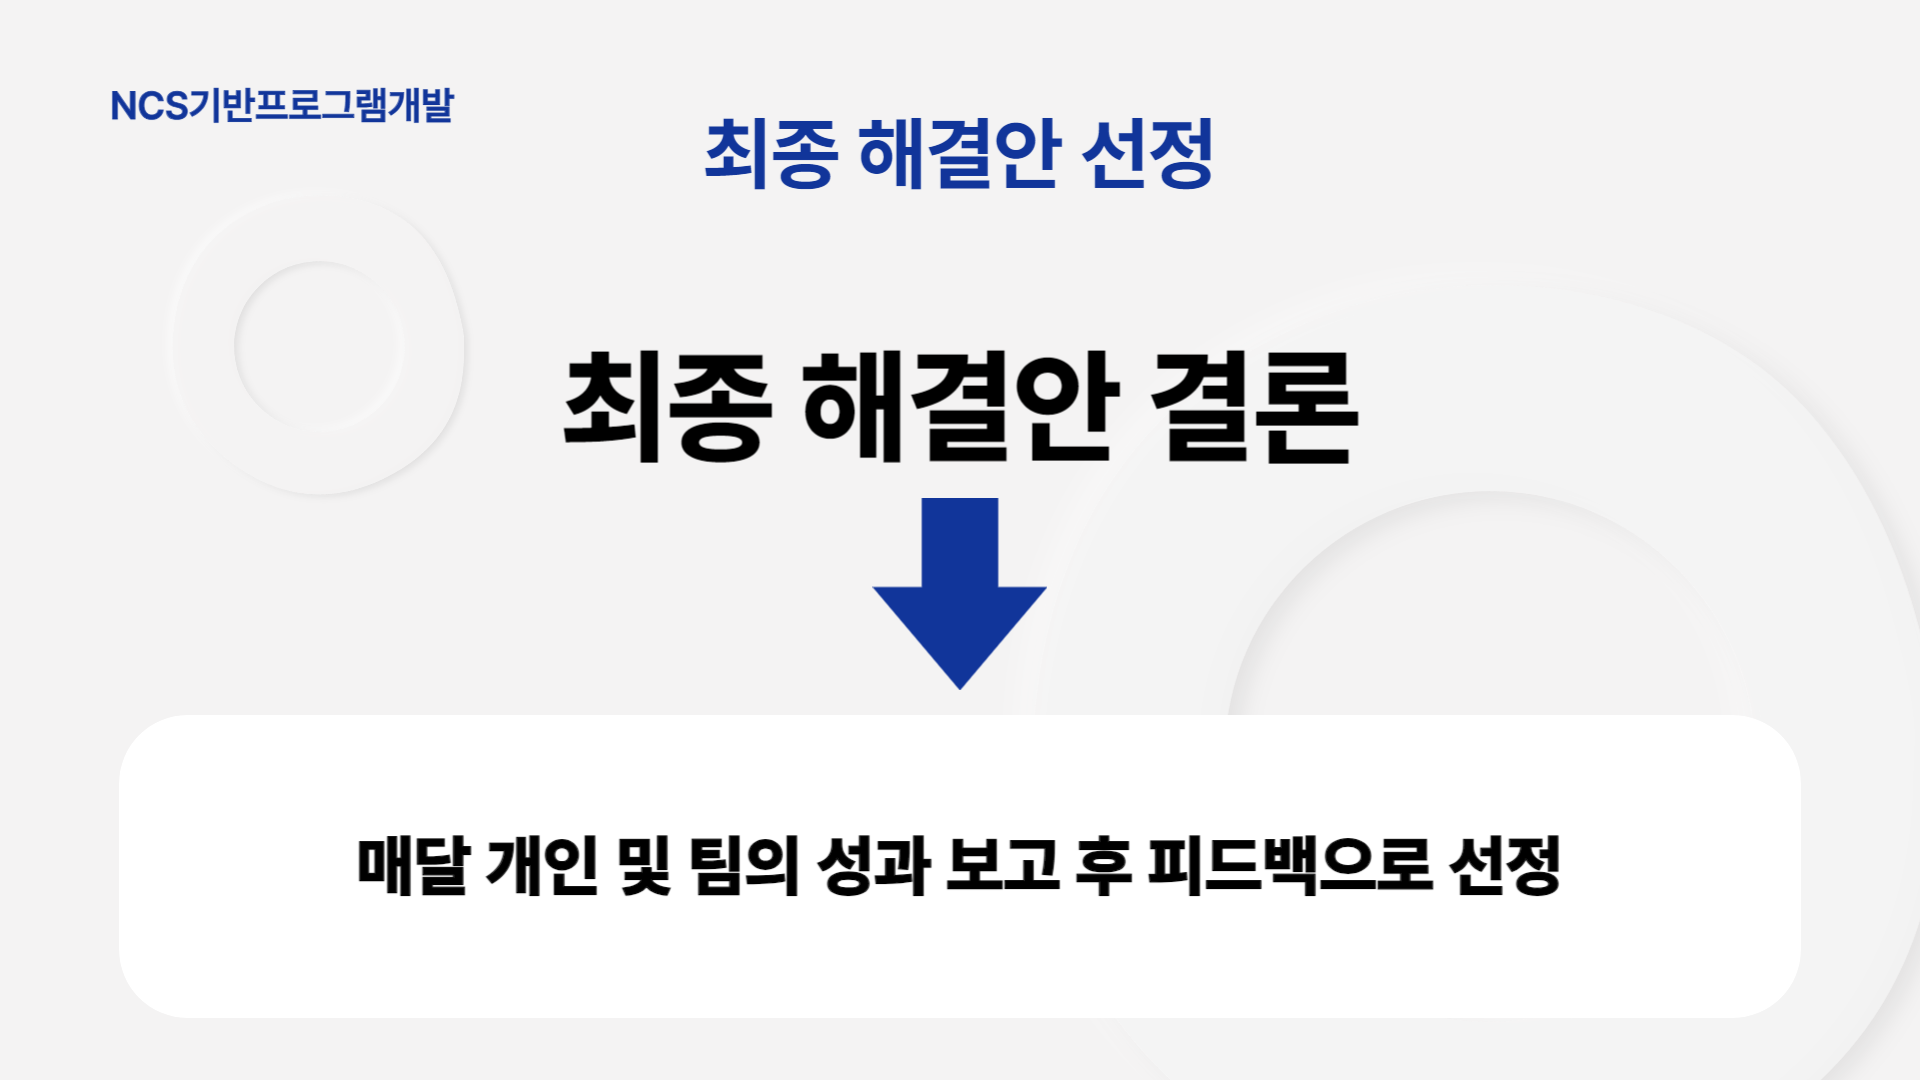 NCS기반프로그램개발
최종 해결안 선정
최종 해결안 결론
매달 개인 및 팀의 성과 보고 후 피드백으로 선정